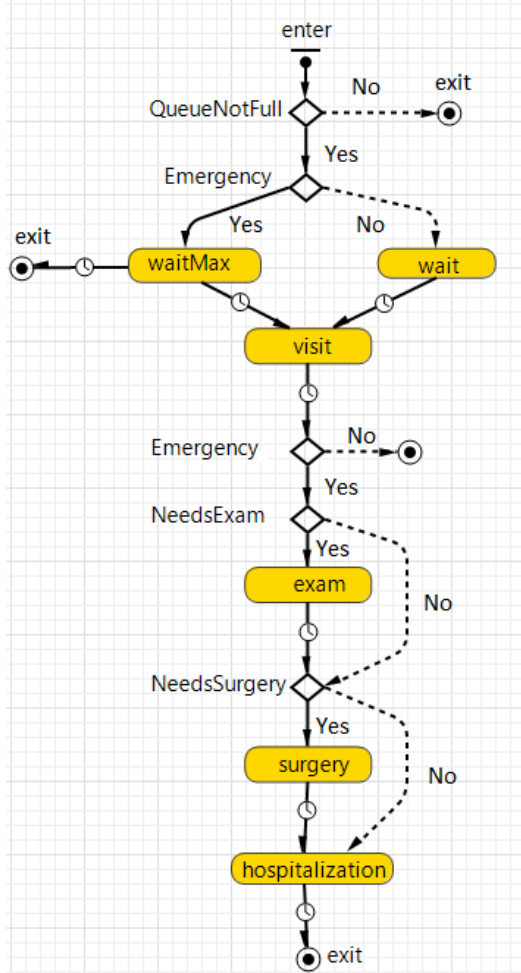 enter
No
exit
QueueNotFull
Yes
Emergency
Yes
No
exit
waitMax
wait
visit
Emergency
No
Yes
NeedsExam
Yes
exam
No
NeedsSurgery
Yes
surgery
No
hospitalization
exit